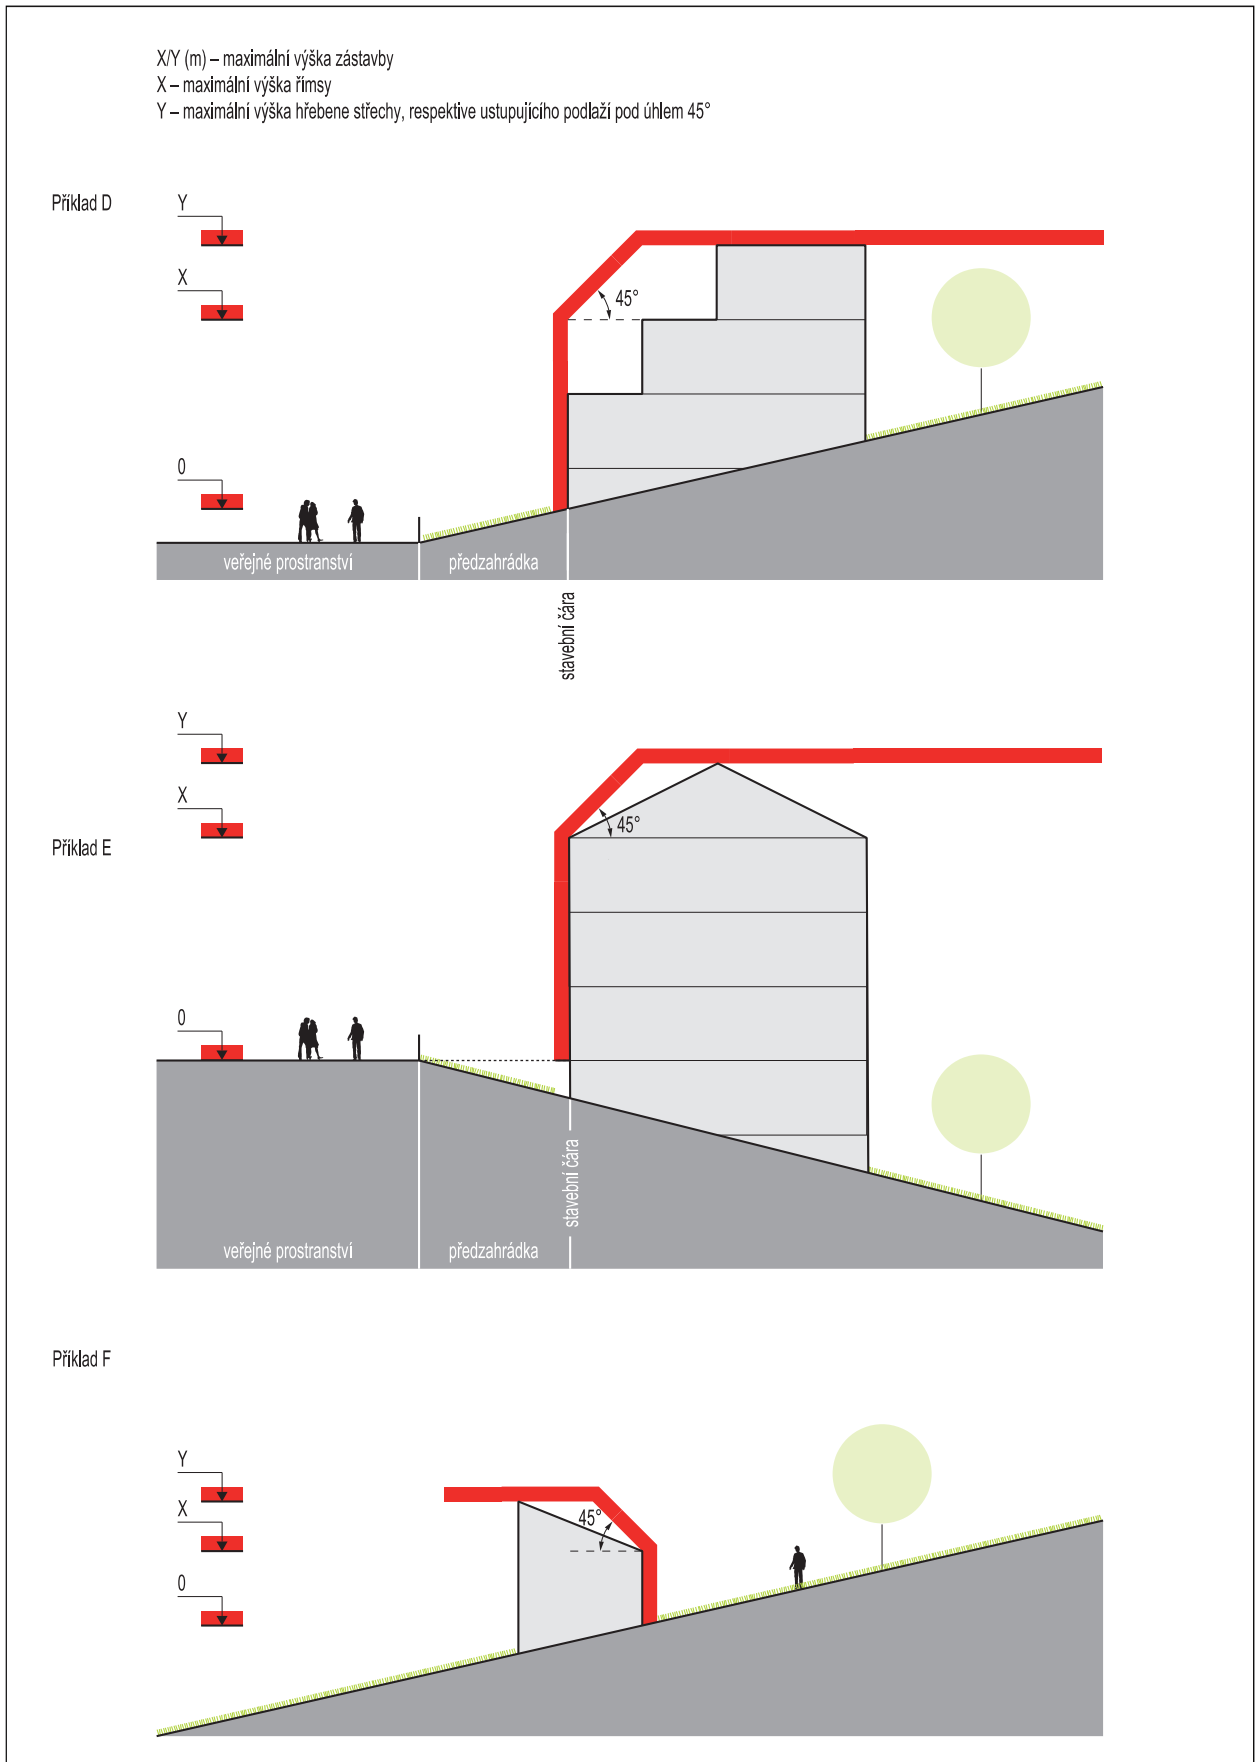 X/Y (m) – maximální výška zástavby
X – maximální výška římsy
Y – maximální výška hřebene střechy, respektive ustupujícího podlaží pod úhlem 45°
Příklad D
Y
X
45°
0
veřejné prostranství
předzahrádka
stavební čára
Y
X
45°
Příklad E
0
stavební čára
veřejné prostranství
předzahrádka
Příklad F
Y
X
45°
0